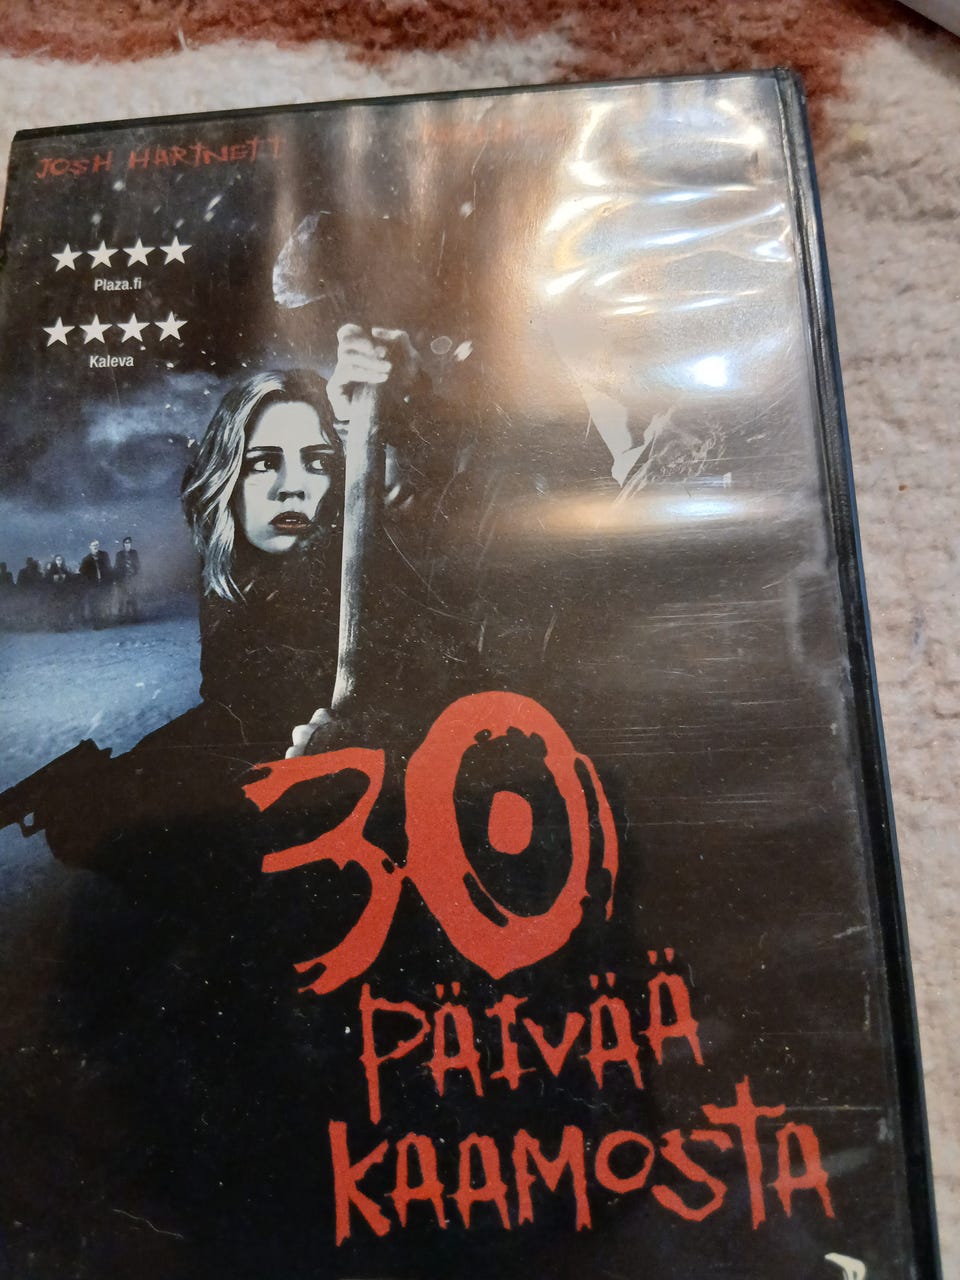 JOSH HARTNETT
★★★★
Plaza.fi
★★★★
Kaleva
30
PÄIVÄÄ
KAAMOSTA